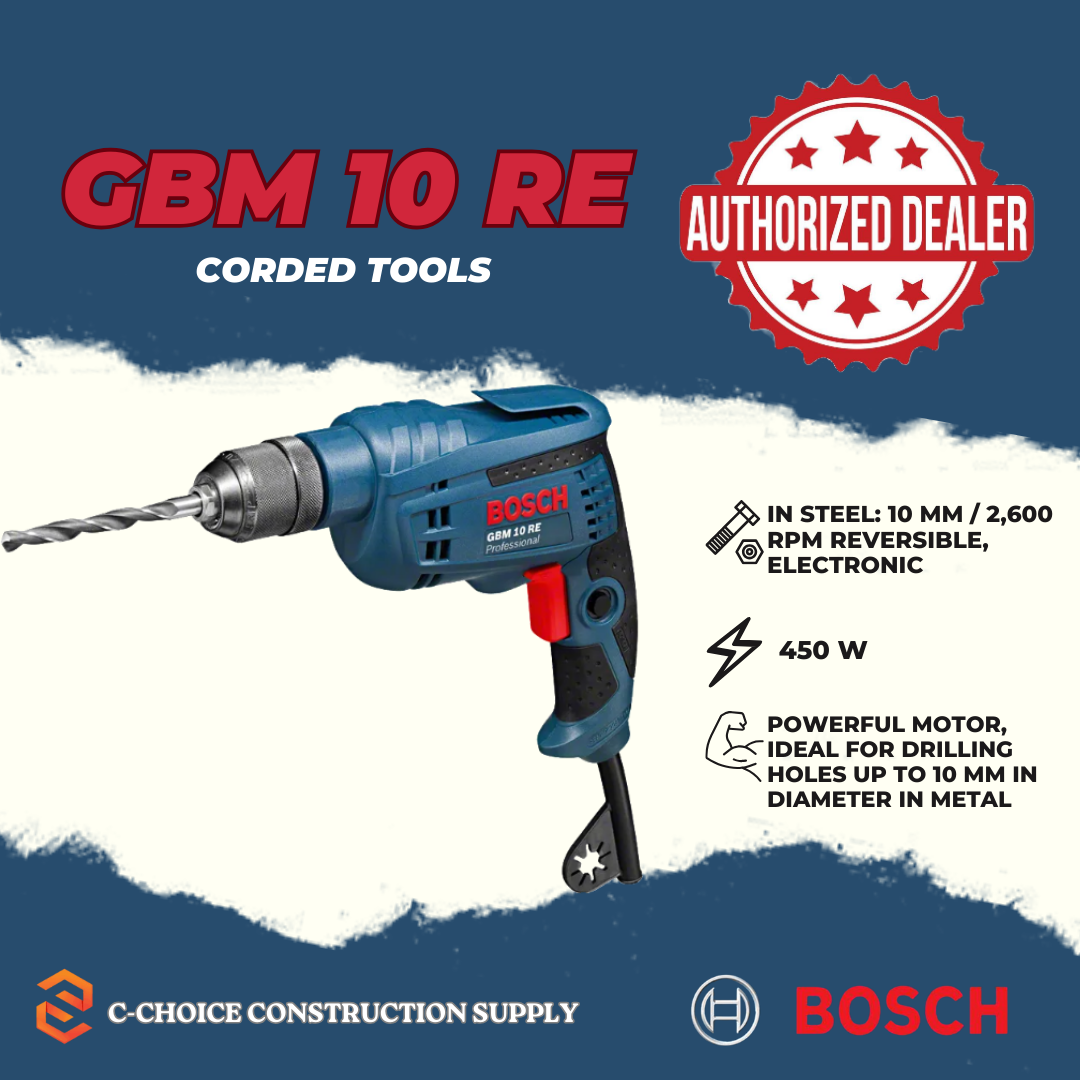 GBM 10 RE
CORDED TOOLS
AUTHORIZED DEALER
BOSCH
GBM 10 RE
Professional
IN STEEL: 10 MM / 2,600
RPM REVERSIBLE,
ELECTRONIC
450 W
POWERFUL MOTOR,
IDEAL FOR DRILLING
HOLES UP TO 10 MM IN
DIAMETER IN METAL
C-CHOICE CONSTRUCTION SUPPLY
BOSCH